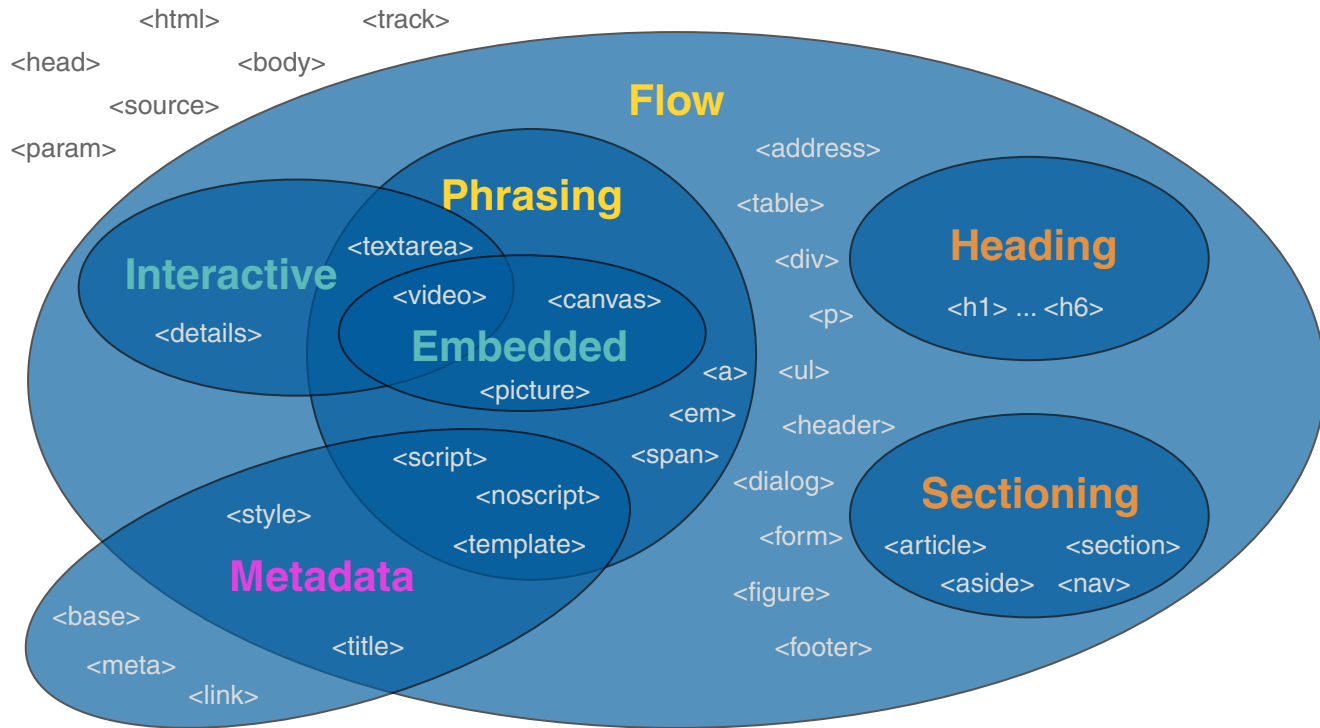 <html>
<track>
<head>
<body>
<source>
<param>
Flow
<address>
<table>
<div>
<p>
<ul>
<header>
<dialog>
<form>
<figure>
<footer>
Phrasing
<textarea>
Interactive
<details>
<video>
<canvas>
Embedded
<picture>
<a>
<em>
<span>
<script>
<noscript>
<template>
<style>
Metadata
<base>
<title>
<meta>
<link>
Heading
<h1> ... <h6>
Sectioning
<article> <section>
<aside> <nav>